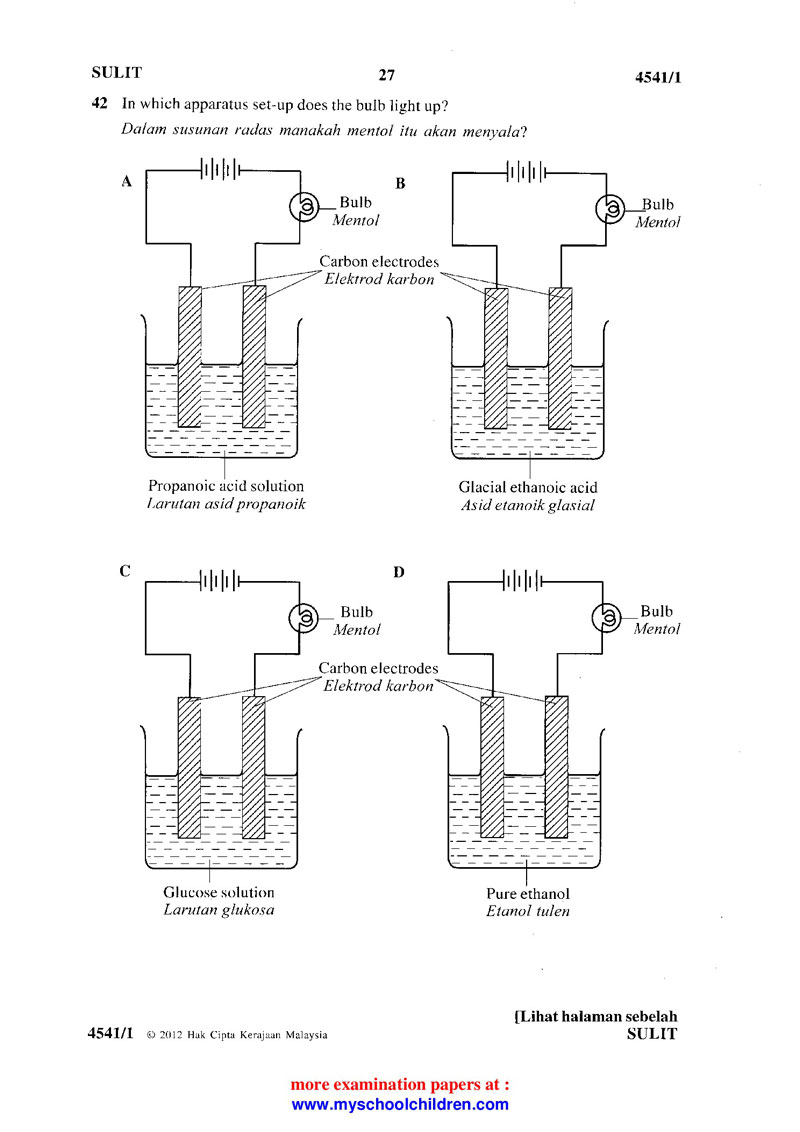 SULIT 27 4541/1
42 In which apparatus set-up does the bulb light up?
Dalam susunan radas manakah mentol itu akan menyala?
A
Bulb
Mentol
B
Bulb
Mentol
Carbon electrodes
Elektrod karbon
Propanoic acid solution
Larutan asid propanoik
Glacial ethanoic acid
Asid etanoik glasial
C
Bulb
Mentol
D
Bulb
Mentol
Carbon electrodes
Elektrod karbon
Glucose solution
Larutan glukosa
Pure ethanol
Etanol tulen
[Lihat halaman sebelah
4541/1 © 2012 Hak Cipta Kerajaan Malaysia SULIT
more examination papers at :
www.myschoolchildren.com